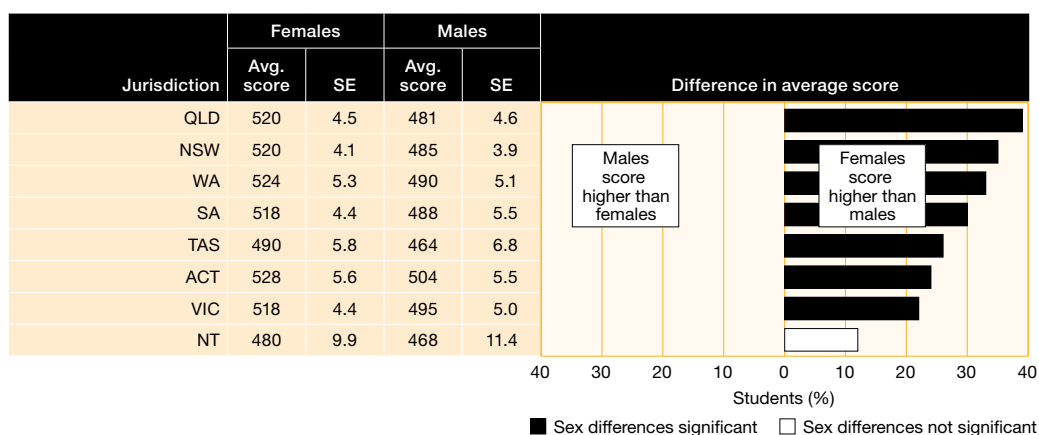 Females Males
Jurisdiction Avg. score SE Avg. score SE Difference in average score
QLD 520 4.5 481 4.6
NSW 520 4.1 485 3.9
WA 524 5.3 490 5.1
SA 518 4.4 488 5.5
TAS 490 5.8 464 6.8
ACT 528 5.6 504 5.5
VIC 518 4.4 495 5.0
NT 480 9.9 468 11.4
Males
score
higher than
females
Females
score
higher than
males
40 30 20 10 0 10 20 30 40
Students (%)
Sex differences significant Sex differences not significant